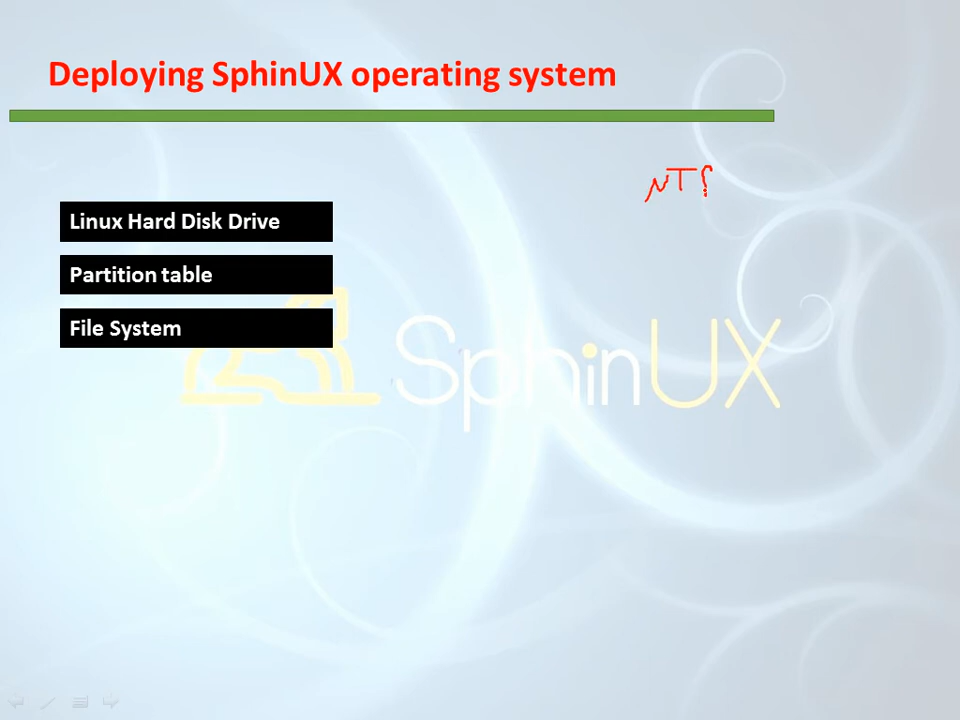 Deploying SphinUX operating system
Linux Hard Disk Drive
Partition table
File System
SphinUX